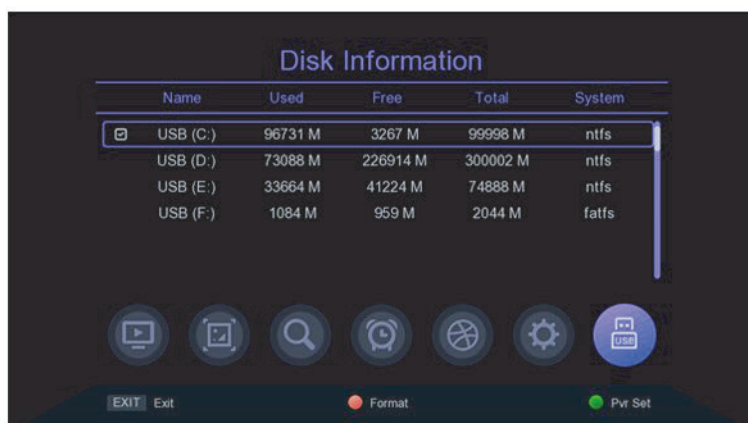 Disk Information
Name Used Free Total System
USB (C:) 96731 M 3267 M 99998 M ntfs
USB (D:) 73088 M 226914 M 300002 M ntfs
USB (E:) 33664 M 41224 M 74888 M ntfs
USB (F:) 1084 M 959 M 2044 M fatfs
USB
EXIT Exit Format Pvr Set